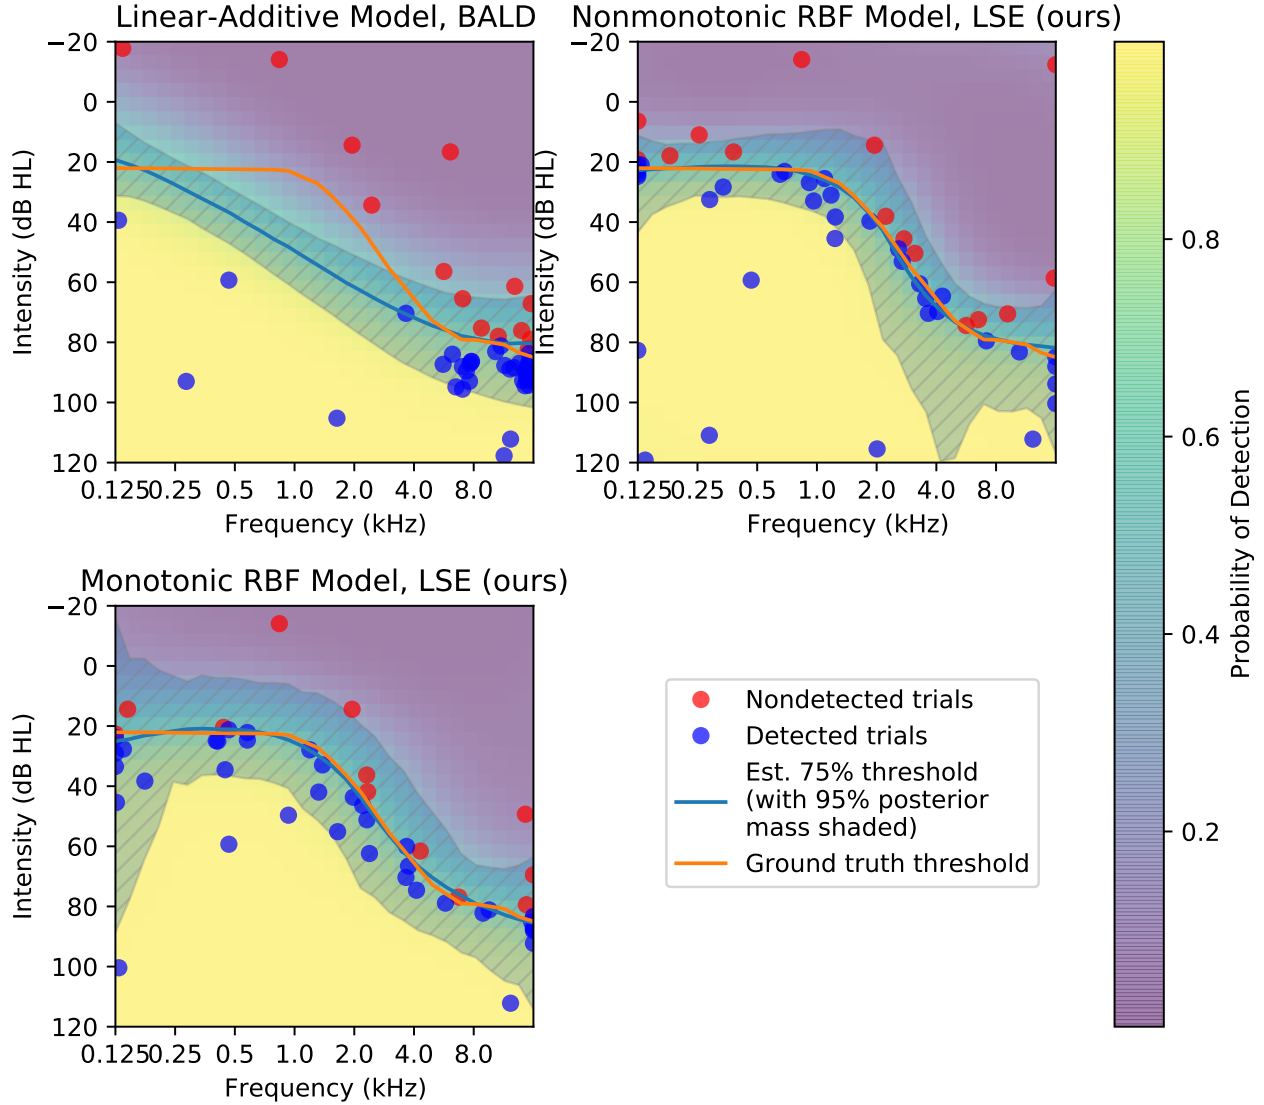 Linear-Additive Model, BALD
Nonmonotonic RBF Model, LSE (ours)
−20
0
20
40
60
80
100
120
Intensity (dB HL)
0.125 0.25 0.5 1.0 2.0 4.0 8.0
Frequency (kHz)
−20
0
20
40
60
80
100
120
Intensity (dB HL)
0.125 0.25 0.5 1.0 2.0 4.0 8.0
Frequency (kHz)
0.8
0.6
0.4
0.2
Probability of Detection
Monotonic RBF Model, LSE (ours)
−20
0
20
40
60
80
100
120
Intensity (dB HL)
0.125 0.25 0.5 1.0 2.0 4.0 8.0
Frequency (kHz)
Nondetected trials
Detected trials
Est. 75% threshold
(with 95% posterior
mass shaded)
Ground truth threshold